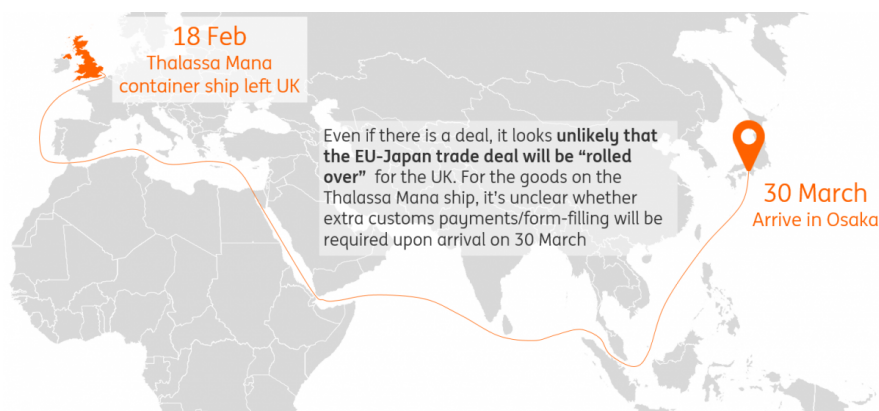 18 Feb
Thalassa Mana
container ship left UK
Even if there is a deal, it looks unlikely that
the EU-Japan trade deal will be “rolled
over” for the UK. For the goods on the
Thalassa Mana ship, it’s unclear whether
extra customs payments/form-filling will be
required upon arrival on 30 March
30 March
Arrive in Osaka